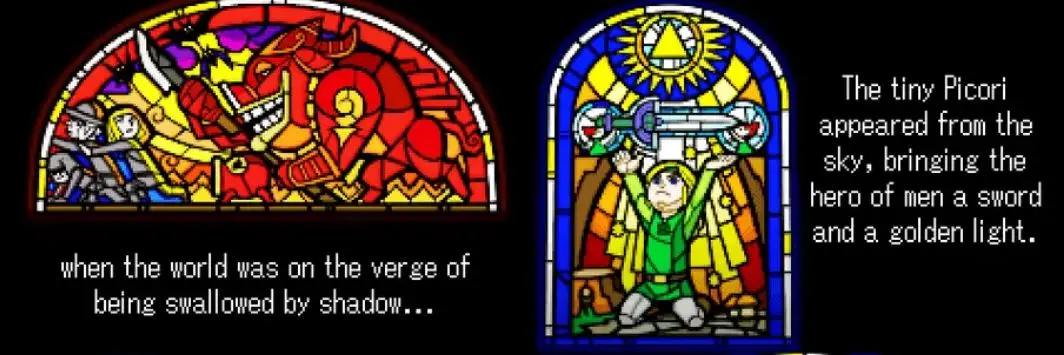 when the world was on the verge of
being swallowed by shadow...
The tiny Picori
appeared from the
sky, bringing the
hero of men a sword
and a golden light.